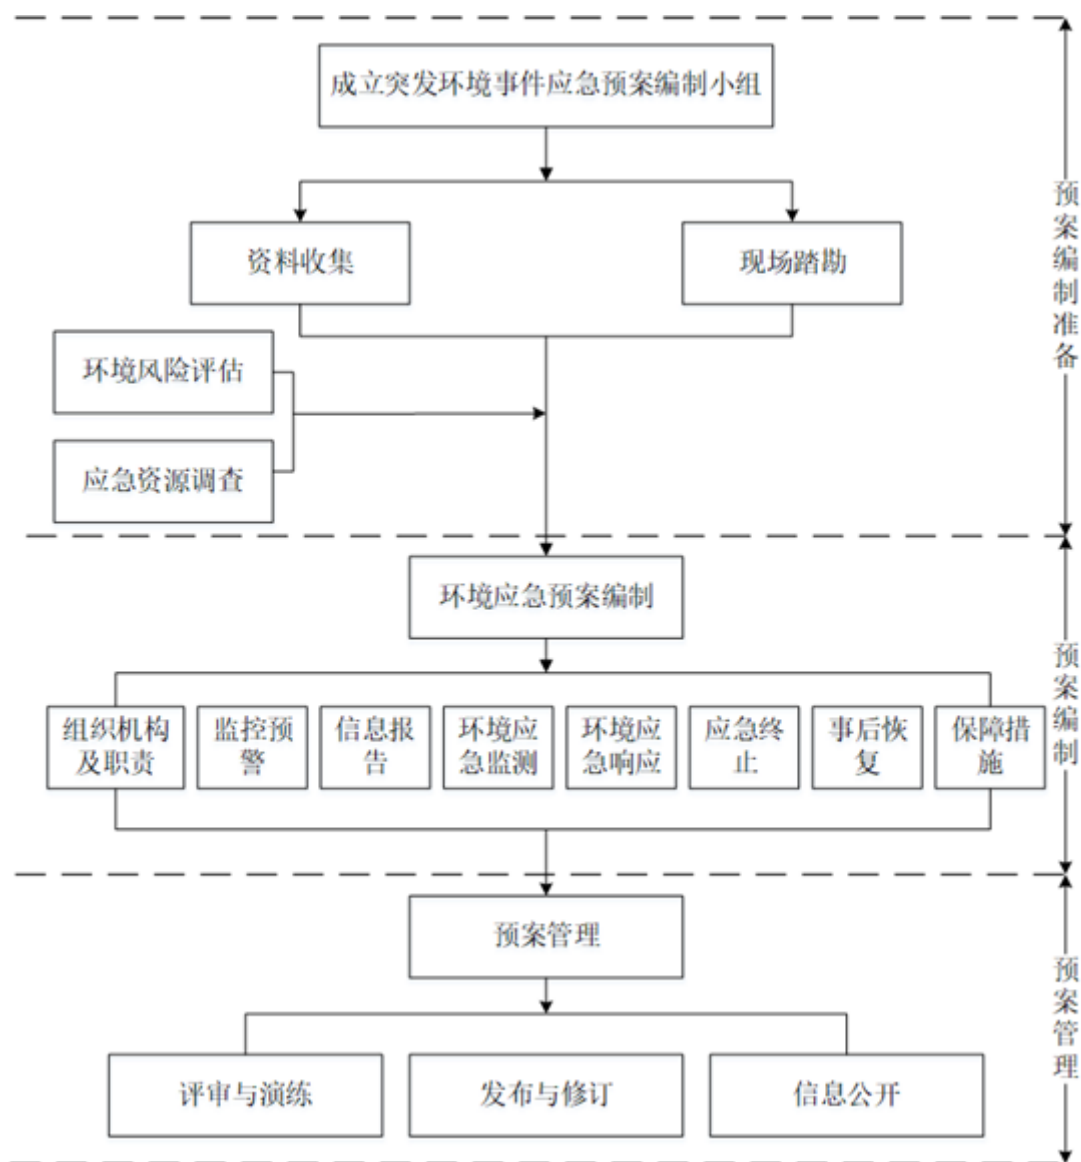 成立突发环境事件应急预案编制小组
资料收集
现场踏勘
环境风险评估
应急资源调查
预案编制准备
环境应急预案编制
组织机构
及职责
监控预
警
信息报
告
环境应
急监测
环境应
急响应
应急终
止
事后恢
复
保障措
施
预案编制
预案管理
评审与演练
发布与修订
信息公开
预案管理